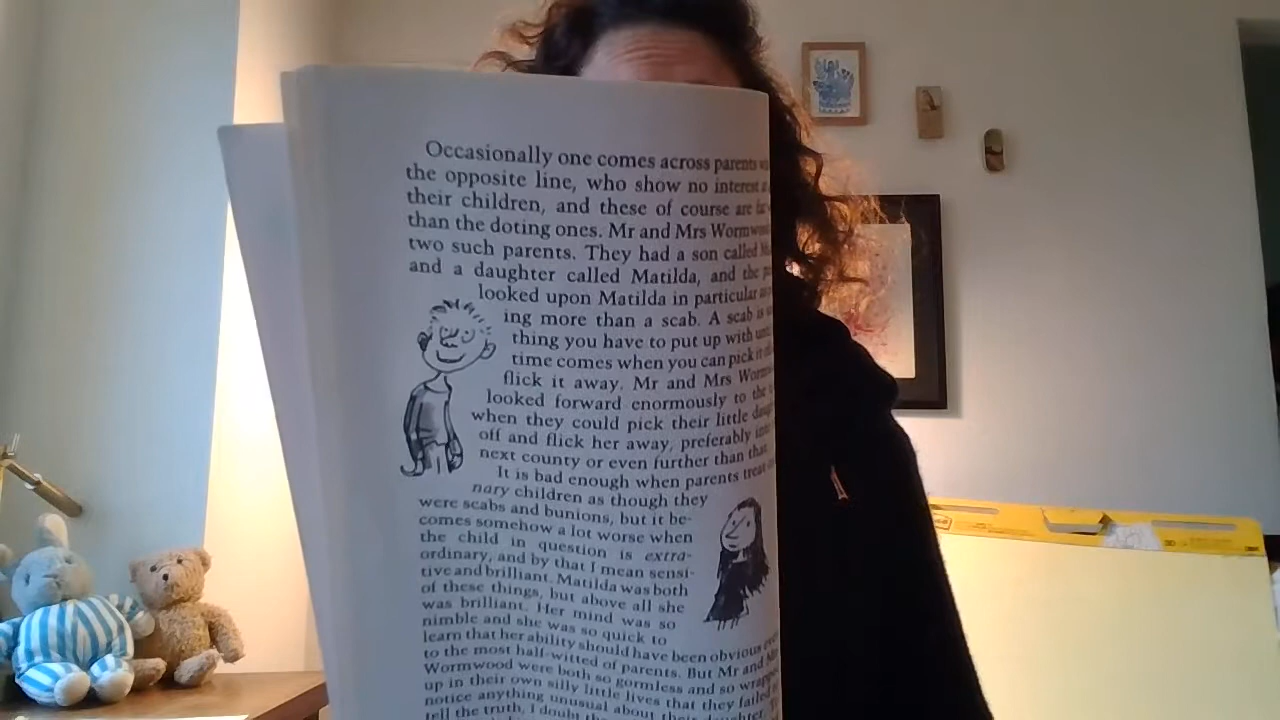 Occasionally one comes across parents
the opposite line, who show no interest
their children, and these of course are
than the doting ones. Mr and Mrs
two such parents. They had a son called
and a daughter called Matilda, and the
looked upon Matilda in particular
ing more than a scab. A scab is
thing you have to put up with
time comes when you can pick it
flick it away. Mr and Mrs
looked forward enormously to the
when they could pick their little
off and flick her away, preferably
next county or even further than that.
It is bad enough when parents treat
nary children as though they
were scabs and bunions, but it be-
comes somehow a lot worse when
the child in question is extra-
ordinary, and by that I mean sensi-
tive and brilliant. Matilda was both
of these things, but above all she
was brilliant. Her mind was so
nimble and she was so quick to
learn that her ability should have been obvious
to the most half-witted of parents. But Mr and
Wormwood were both so gormless and so
up in their own silly little lives that they failed
notice anything unusual about their daughter.
tell the truth, I doubt